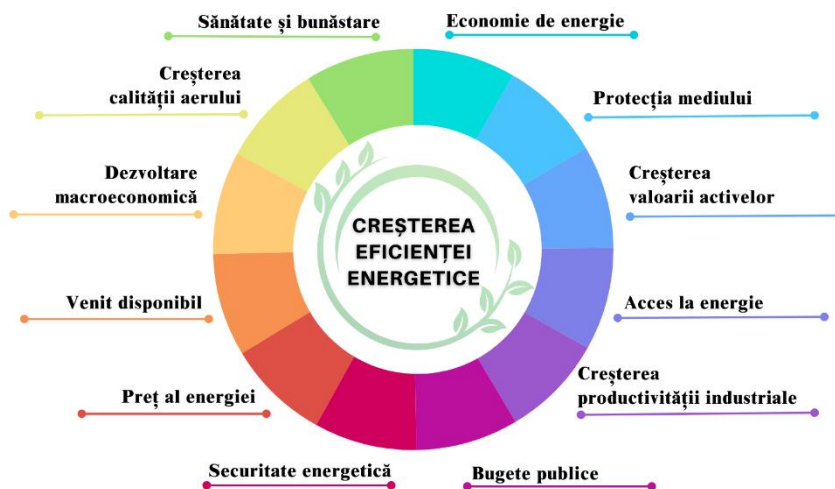 Sănătate și bunăstare
Economie de energie
Creșterea
calității aerului
Protecția mediului
Dezvoltare
macroeconomică
Creșterea
valoarii activelor
CREȘTEREA
EFICIENȚEI
ENERGETICE
Venit disponibil
Acces la energie
Preț al energiei
Creșterea
productivității industriale
Securitate energetică
Bugete publice